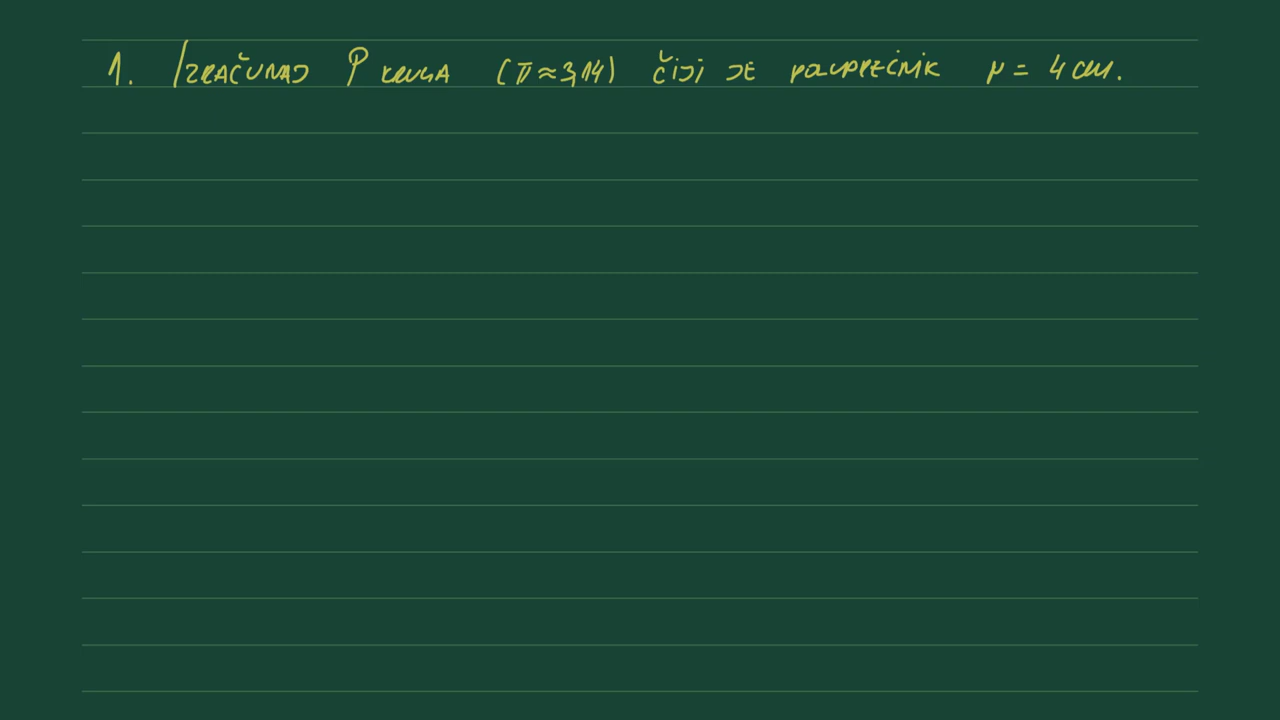 1. IZRAČUNAJ P KRUGA (π≈3,14) ČIJI JE POLUPREČNIK r = 4 cm.